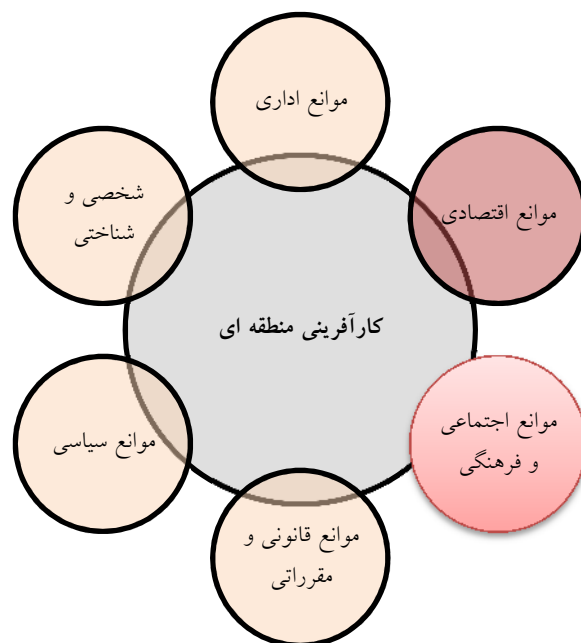 موانع اداری
شخصی و
شناختی
موانع اقتصادی
کارآفرینی منطقه ای
موانع سیاسی
موانع اجتماعی
و فرهنگی
موانع قانونی و
مقرراتی